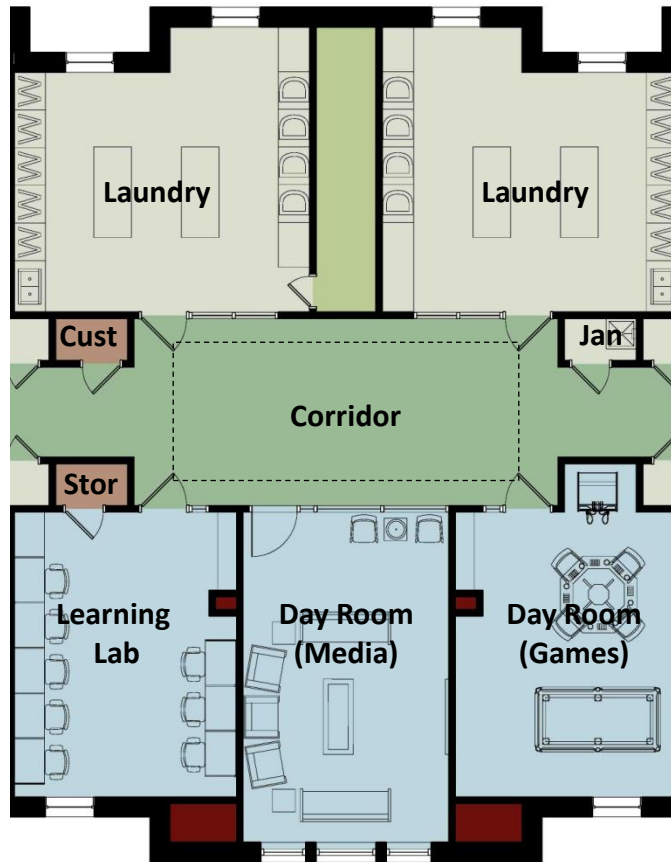 Laundry
Laundry
Cust
Jan
Corridor
Stor
Learning
Lab
Day Room
(Media)
Day Room
(Games)